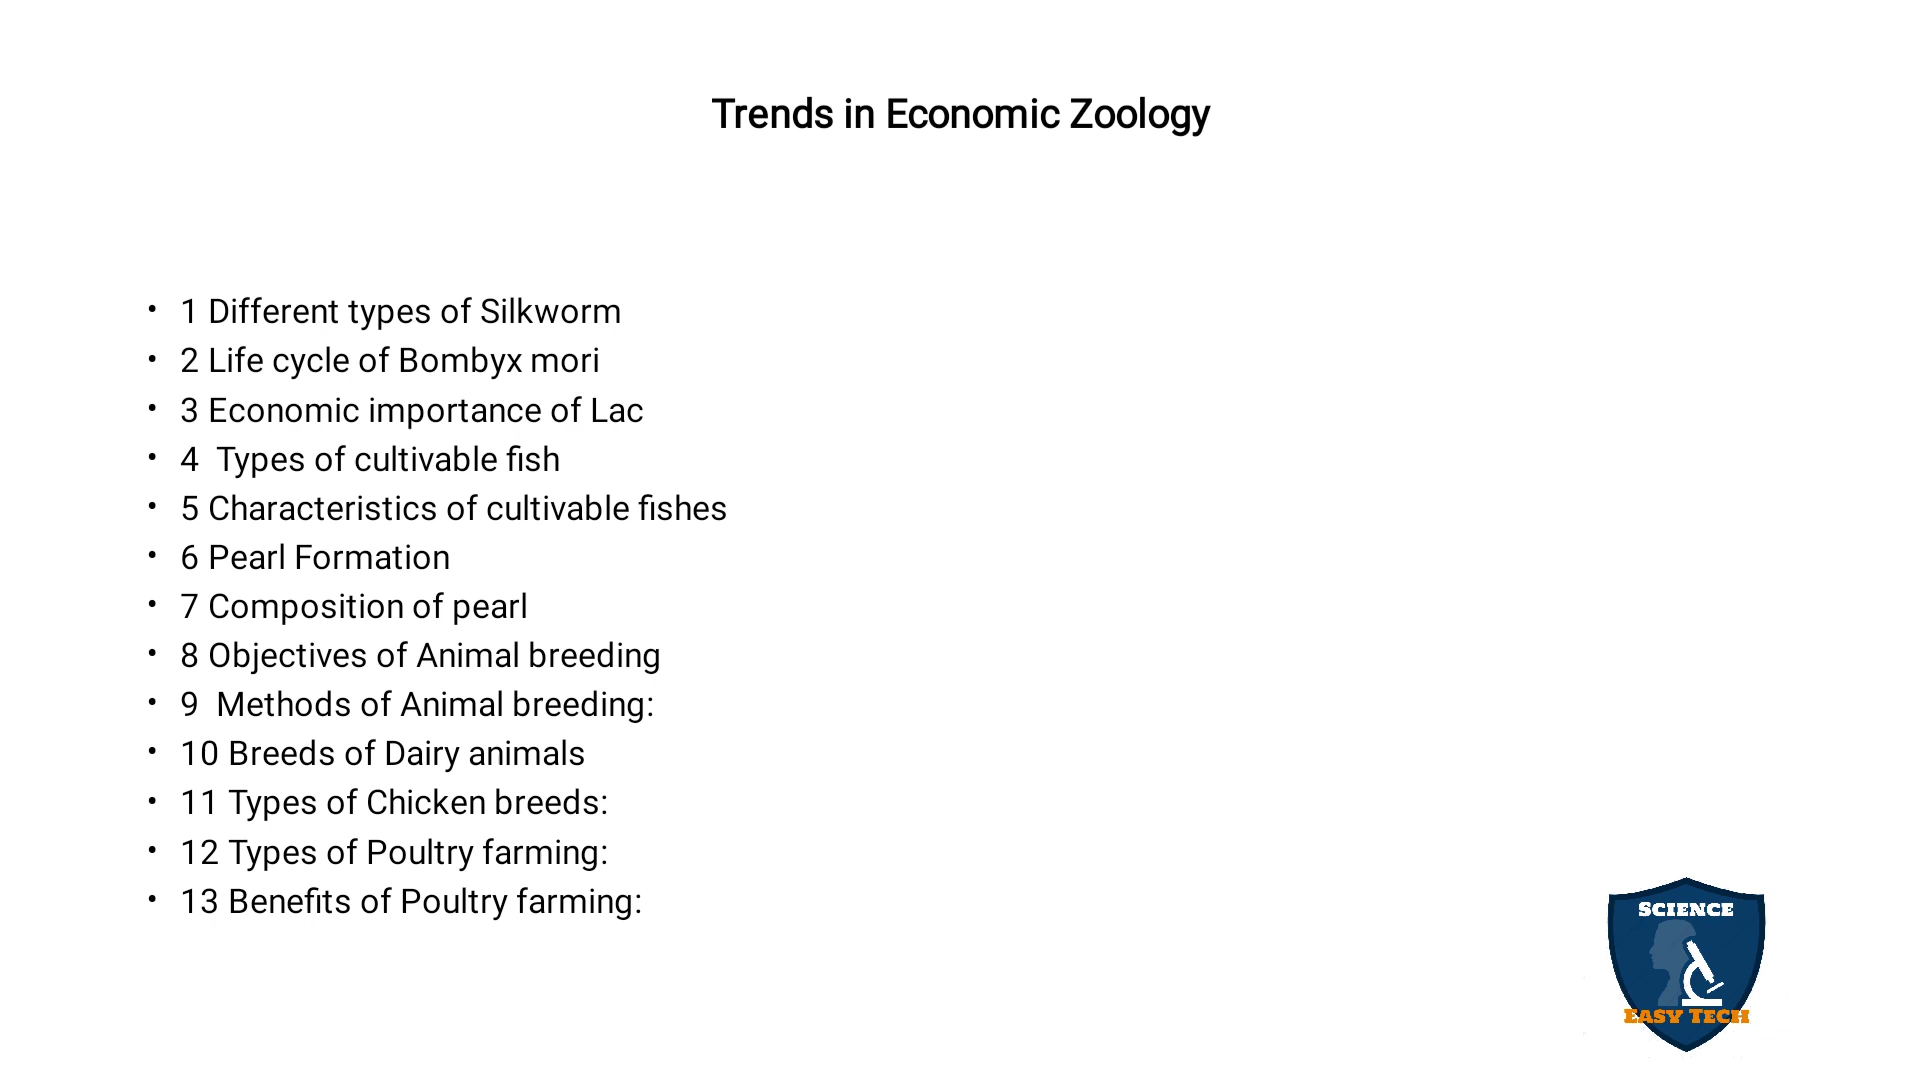 Trends in Economic Zoology
• 1 Different types of Silkworm
• 2 Life cycle of Bombyx mori
• 3 Economic importance of Lac
• 4  Types of cultivable fish
• 5 Characteristics of cultivable fishes
• 6 Pearl Formation
• 7 Composition of pearl
• 8 Objectives of Animal breeding
• 9  Methods of Animal breeding:
• 10 Breeds of Dairy animals
• 11 Types of Chicken breeds:
• 12 Types of Poultry farming:
• 13 Benefits of Poultry farming:
SCIENCE
EASY TECH